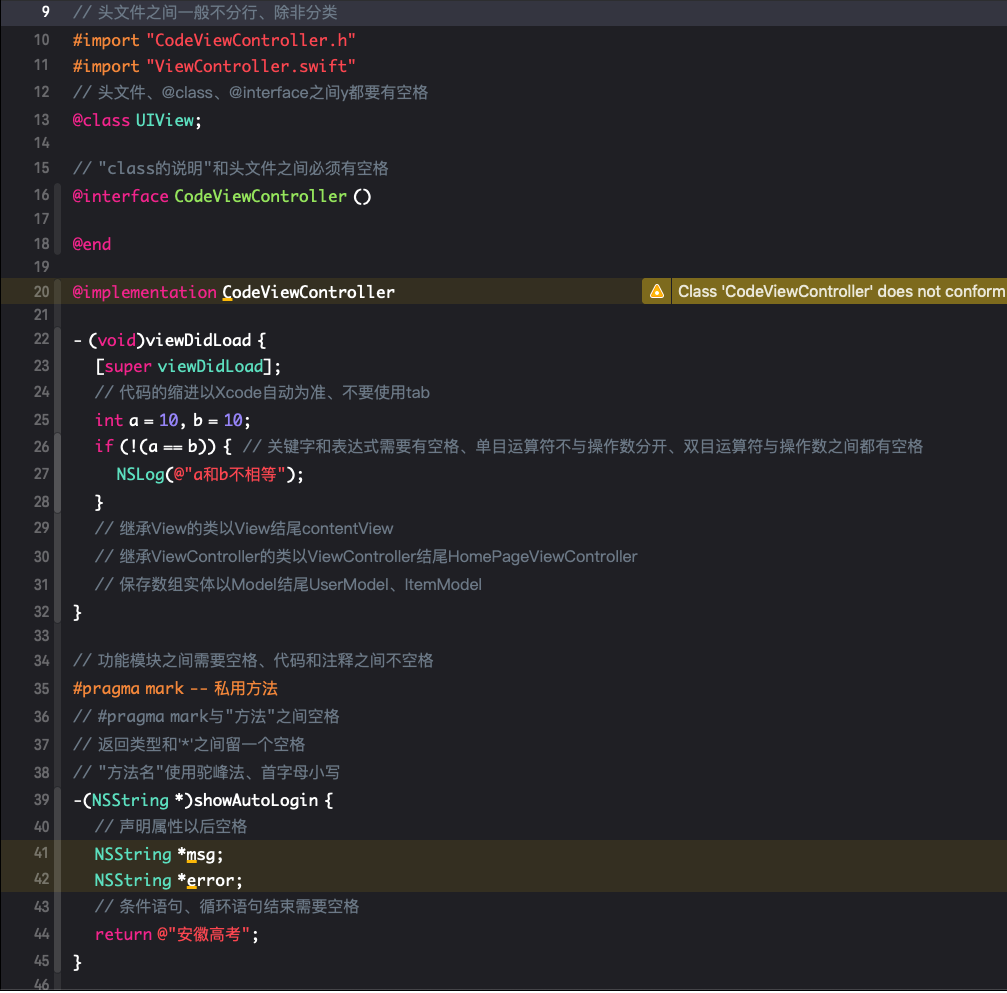 9 // 头文件之间一般不分行、除非分类
10 #import "CodeViewController.h"
11 #import "ViewController.swift"
12 // 头文件、@class、@interface之间y都要有空格
13 @class UIView;
14
15 // "class的说明"和头文件之间必须有空格
16 @interface CodeViewController ()
17
18 @end
19
20 @implementation CodeViewController Class 'CodeViewController' does not conform
21
22 - (void)viewDidLoad {
23 [super viewDidLoad];
24 // 代码的缩进以Xcode自动为准、不要使用tab
25 int a = 10, b = 10;
26 if (!(a == b)) { // 关键字和表达式需要有空格、单目运算符不与操作数分开、双目运算符与操作数之间都有空格
27 NSLog(@"a和b不相等");
28 }
29 // 继承View的类以View结尾contentView
30 // 继承ViewController的类以ViewController结尾HomePageViewController
31 // 保存数组实体以Model结尾UserModel、ItemModel
32 }
33
34 // 功能模块之间需要空格、代码和注释之间不空格
35 #pragma mark -- 私用方法
36 // #pragma mark与"方法"之间空格
37 // 返回类型和'*'之间留一个空格
38 // "方法名"使用驼峰法、首字母小写
39 -(NSString *)showAutoLogin {
40 // 声明属性以后空格
41 NSString *msg;
42 NSString *error;
43 // 条件语句、循环语句结束需要空格
44 return @"安徽高考";
45 }
46